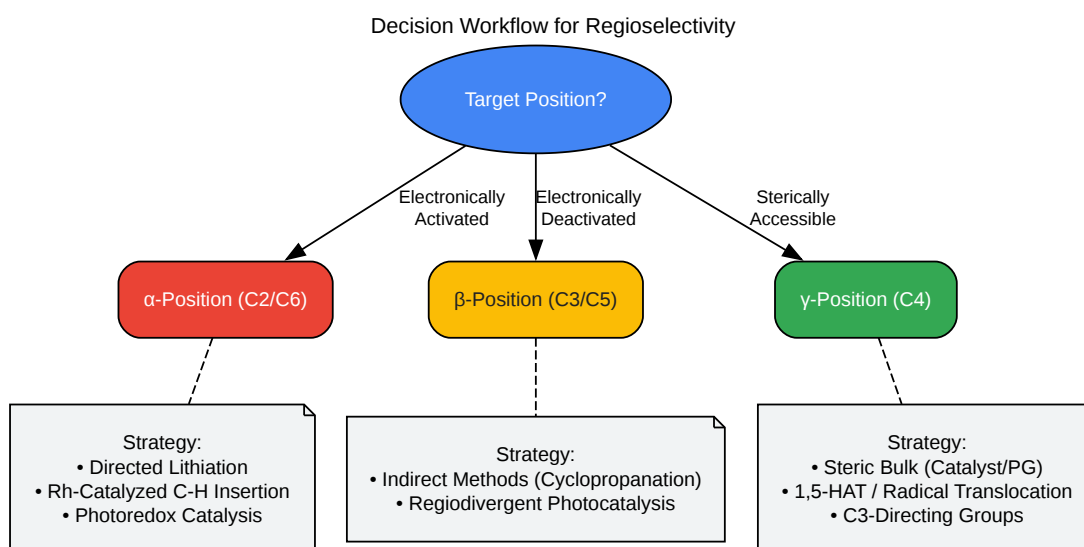 Decision Workflow for Regioselectivity
Target Position?
Electronically
Activated
Electronically
Deactivated
Sterically
Accessible
α-Position (C2/C6)
β-Position (C3/C5)
γ-Position (C4)
Strategy:
• Directed Lithiation
• Rh-Catalyzed C-H Insertion
• Photoredox Catalysis
Strategy:
• Indirect Methods (Cyclopropanation)
• Regiodivergent Photocatalysis
Strategy:
• Steric Bulk (Catalyst/PG)
• 1,5-HAT / Radical Translocation
• C3-Directing Groups